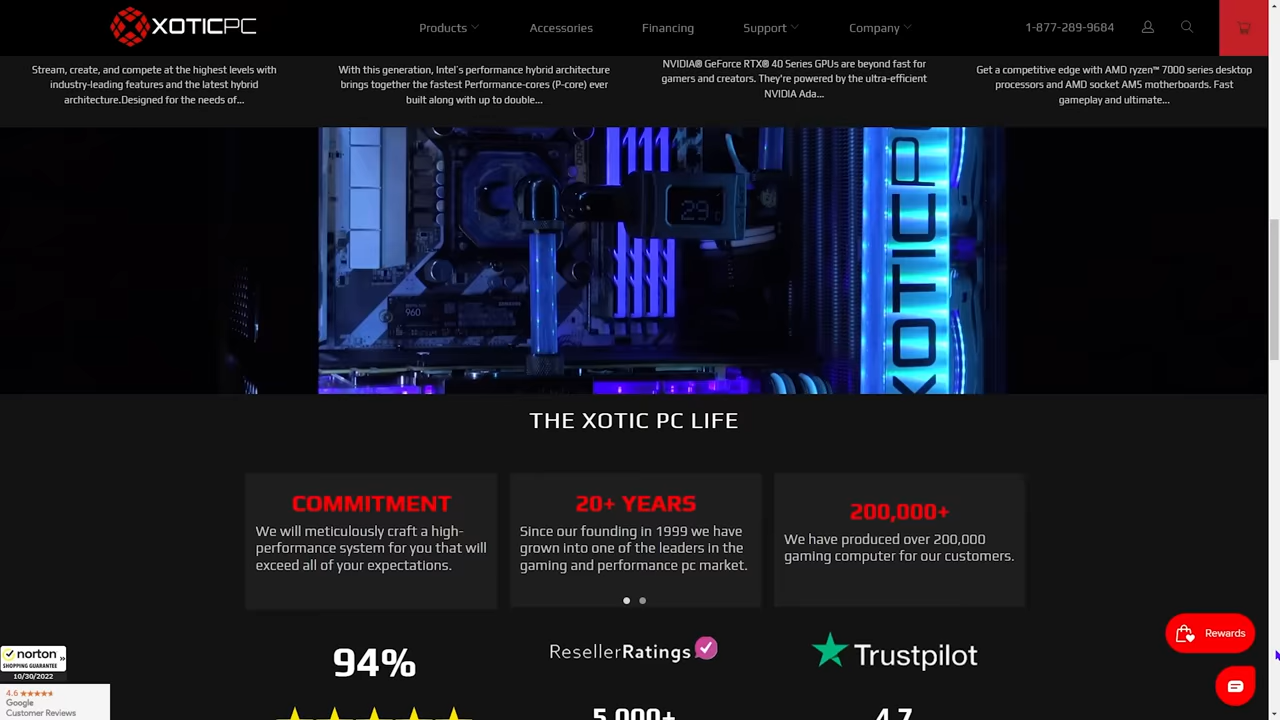 XOTICPC
Products
Accessories
Financing
Support
Company
1-877-289-9684
Stream, create, and compete at the highest levels with
industry-leading features and the latest hybrid
architecture.Designed for the needs of...
With this generation, Intel's performance hybrid architecture
brings together the fastest Performance-cores (P-core) ever
built along with up to double...
NVIDIA® GeForce RTX® 40 Series GPUs are beyond fast for
gamers and creators. They're powered by the ultra-efficient
NVIDIA Ada...
Get a competitive edge with AMD ryzen™ 7000 series desktop
processors and AMD socket AM5 motherboards. Fast
gameplay and ultimate...
29
960
XOTICP
THE XOTIC PC LIFE
COMMITMENT
We will meticulously craft a high-
performance system for you that will
exceed all of your expectations.
20+ YEARS
Since our founding in 1999 we have
grown into one of the leaders in the
gaming and performance pc market.
200,000+
We have produced over 200,000
gaming computer for our customers.
Rewards
94%
ResellerRatings
Trustpilot
5,000+
4.7
norton
SHOPPING GUARANTEE
10/30/2022
4.6
Google
Customer Reviews